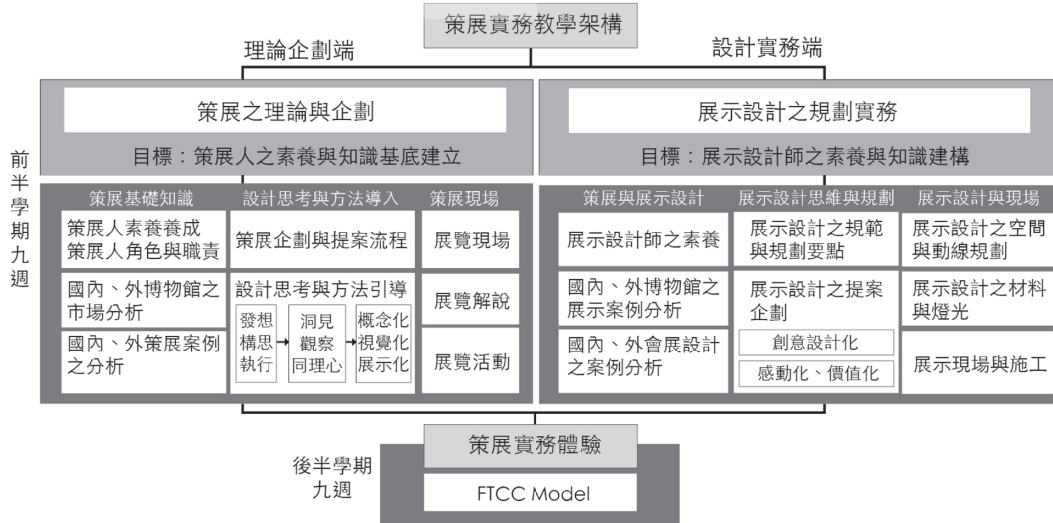 策展實務教學架構
理論企劃端
設計實務端
策展之理論與企劃
目標：策展人之素養與知識基底建立
展示設計之規劃實務
目標：展示設計師之素養與知識建構
前半學期九週
策展基礎知識
策展人素養養成
策展人角色與職責
國內、外博物館之
市場分析
國內、外策展案例
之分析
設計思考與方法導入
策展企劃與提案流程
設計思考與方法引導
發想
構思
執行
洞見
觀察
同理心
概念化
視覺化
展示化
策展現場
展覽現場
展覽解說
展覽活動
策展與展示設計
展示設計師之素養
國內、外博物館之
展示案例分析
國內、外會展設計
之案例分析
展示設計思維與規劃
展示設計之規範
與規劃要點
展示設計之提案
企劃
創意設計化
感動化、價值化
展示設計與現場
展示設計之空間
與動線規劃
展示設計之材料
與燈光
展示現場與施工
後半學期
九週
策展實務體驗
FTCC Model